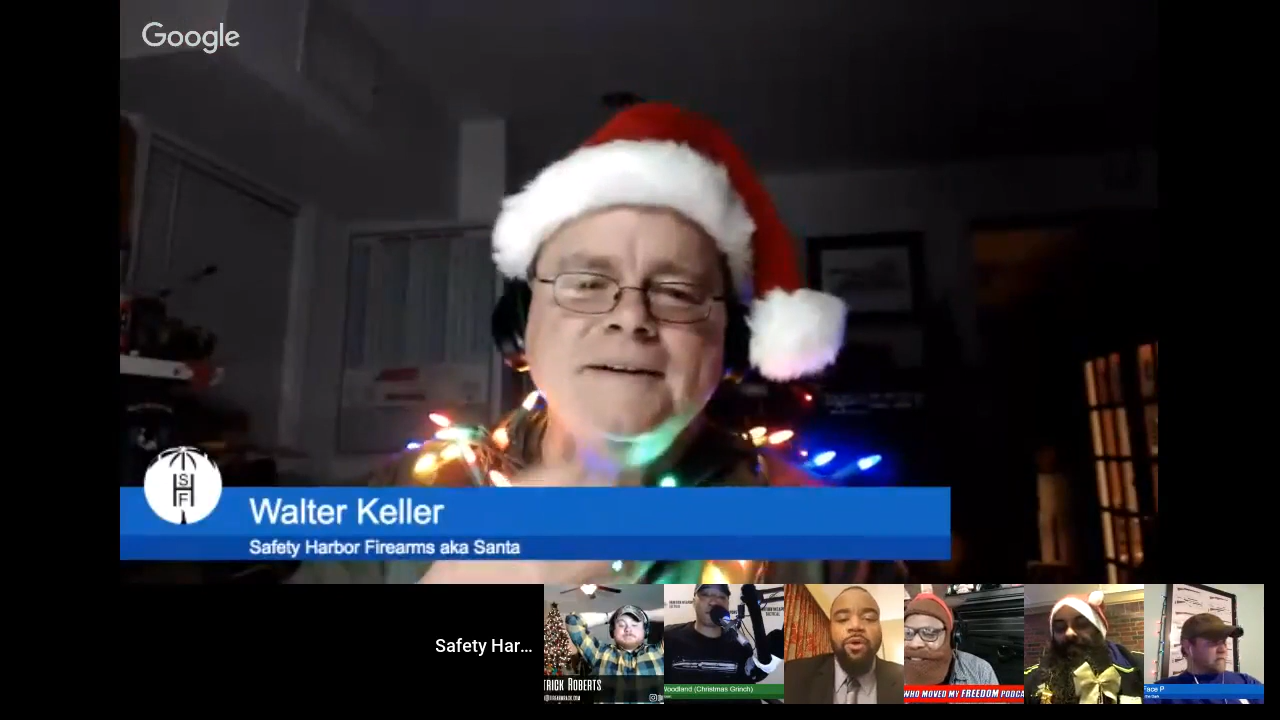 Google
S
H
F
Walter Keller
Safety Harbor Firearms aka Santa
Safety Har...
TRICK ROBERTS
Woodland (Christmas Grinch)
WHO MOVED MY FREEDOM PODCA
Face P